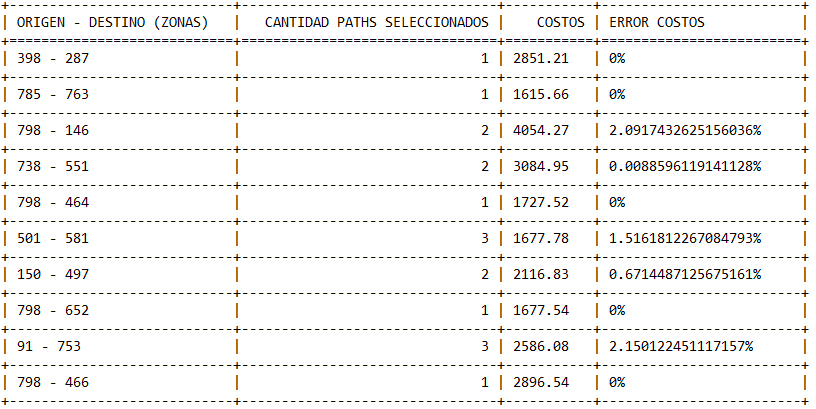 ORIGEN - DESTINO (ZONAS) | CANTIDAD PATHS SELECCIONADOS | COSTOS | ERROR COSTOS
398 - 287 | 1 | 2851.21 | 0%
785 - 763 | 1 | 1615.66 | 0%
798 - 146 | 2 | 4054.27 | 2.0917432625156036%
738 - 551 | 2 | 3084.95 | 0.0088596119141128%
798 - 464 | 1 | 1727.52 | 0%
501 - 581 | 3 | 1677.78 | 1.5161812267084793%
150 - 497 | 2 | 2116.83 | 0.6714487125675161%
798 - 652 | 1 | 1677.54 | 0%
91 - 753 | 3 | 2586.08 | 2.150122451117157%
798 - 466 | 1 | 2896.54 | 0%